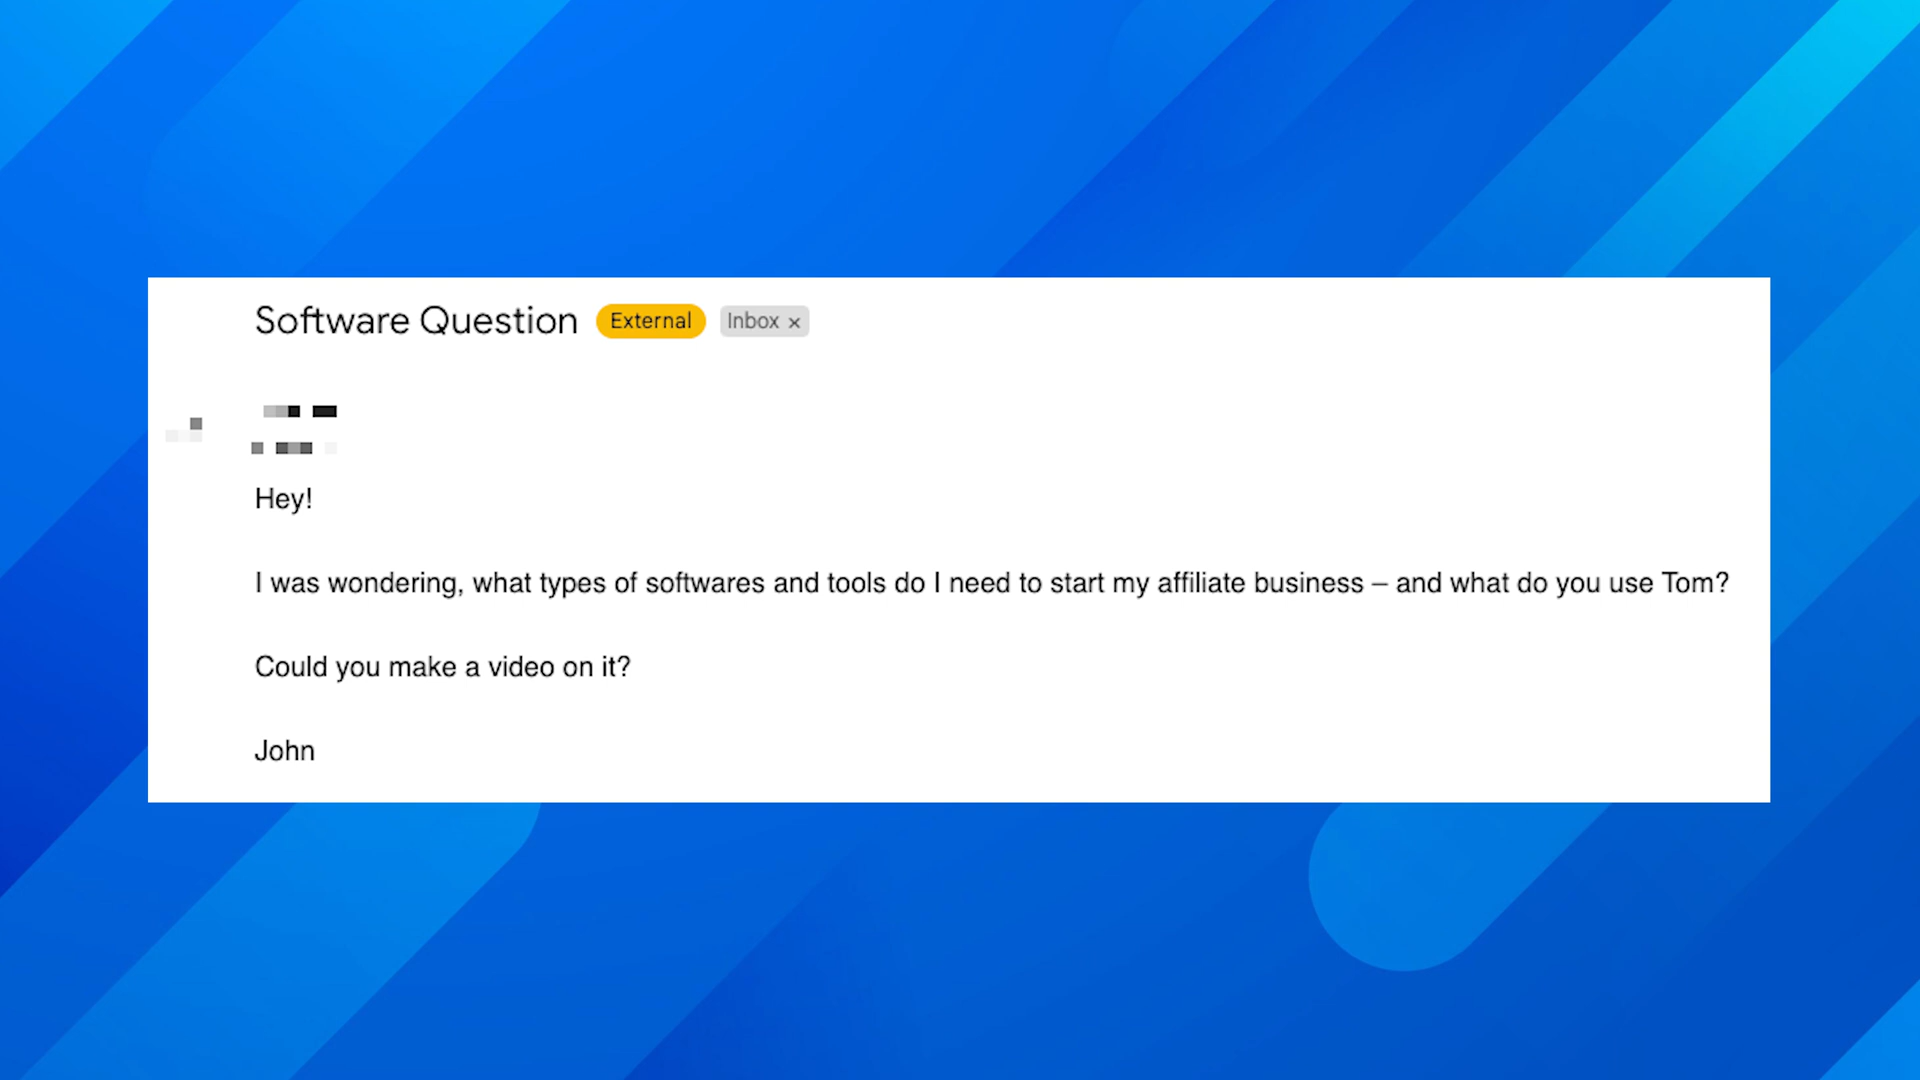 Software Question External Inbox ×
Hey!
I was wondering, what types of softwares and tools do I need to start my affiliate business – and what do you use Tom?
Could you make a video on it?
John